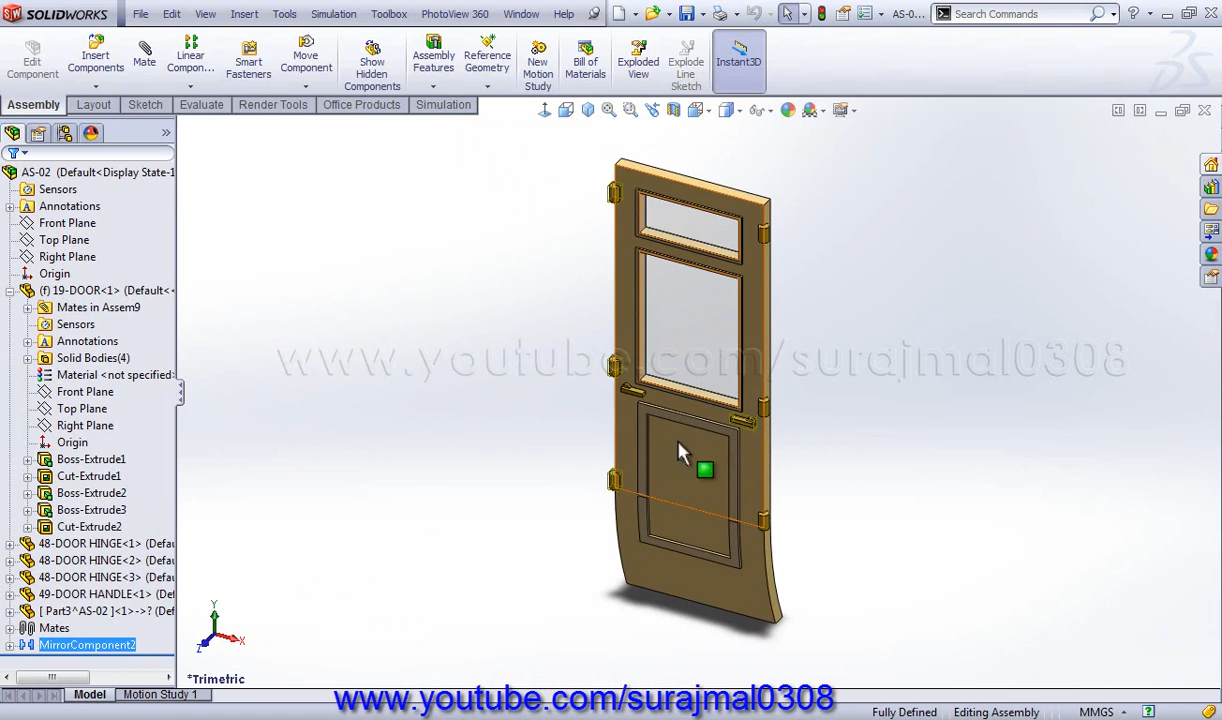 SOLIDWORKS File Edit View Insert Tools Simulation Toolbox PhotoView 360 Window Help AS-0... Search Commands
Edit Component
Insert Components
Mate
Linear Compon...
Smart Fasteners
Move Component
Show Hidden Components
Assembly Features
Reference Geometry
New Motion Study
Bill of Materials
Exploded View
Explode Line Sketch
Instant3D
Assembly Layout Sketch Evaluate Render Tools Office Products Simulation
AS-02 (Default<Display State-1
Sensors
Annotations
Front Plane
Top Plane
Right Plane
Origin
(f) 19-DOOR<1> (Default<<
Mates in Assem9
Sensors
Annotations
Solid Bodies(4)
Material <not specified>
Front Plane
Top Plane
Right Plane
Origin
Boss-Extrude1
Cut-Extrude1
Boss-Extrude2
Boss-Extrude3
Cut-Extrude2
48-DOOR HINGE<1> (Defau
48-DOOR HINGE<2> (Defau
48-DOOR HINGE<3> (Defau
49-DOOR HANDLE<1> (Defa
[ Part3^AS-02 ]<1> ->? (Def
Mates
MirrorComponent2
www.youtube.com/surajmal0308
Y
X
Z
*Trimetric
Model Motion Study 1
www.youtube.com/surajmal0308
Fully Defined Editing Assembly MMGS